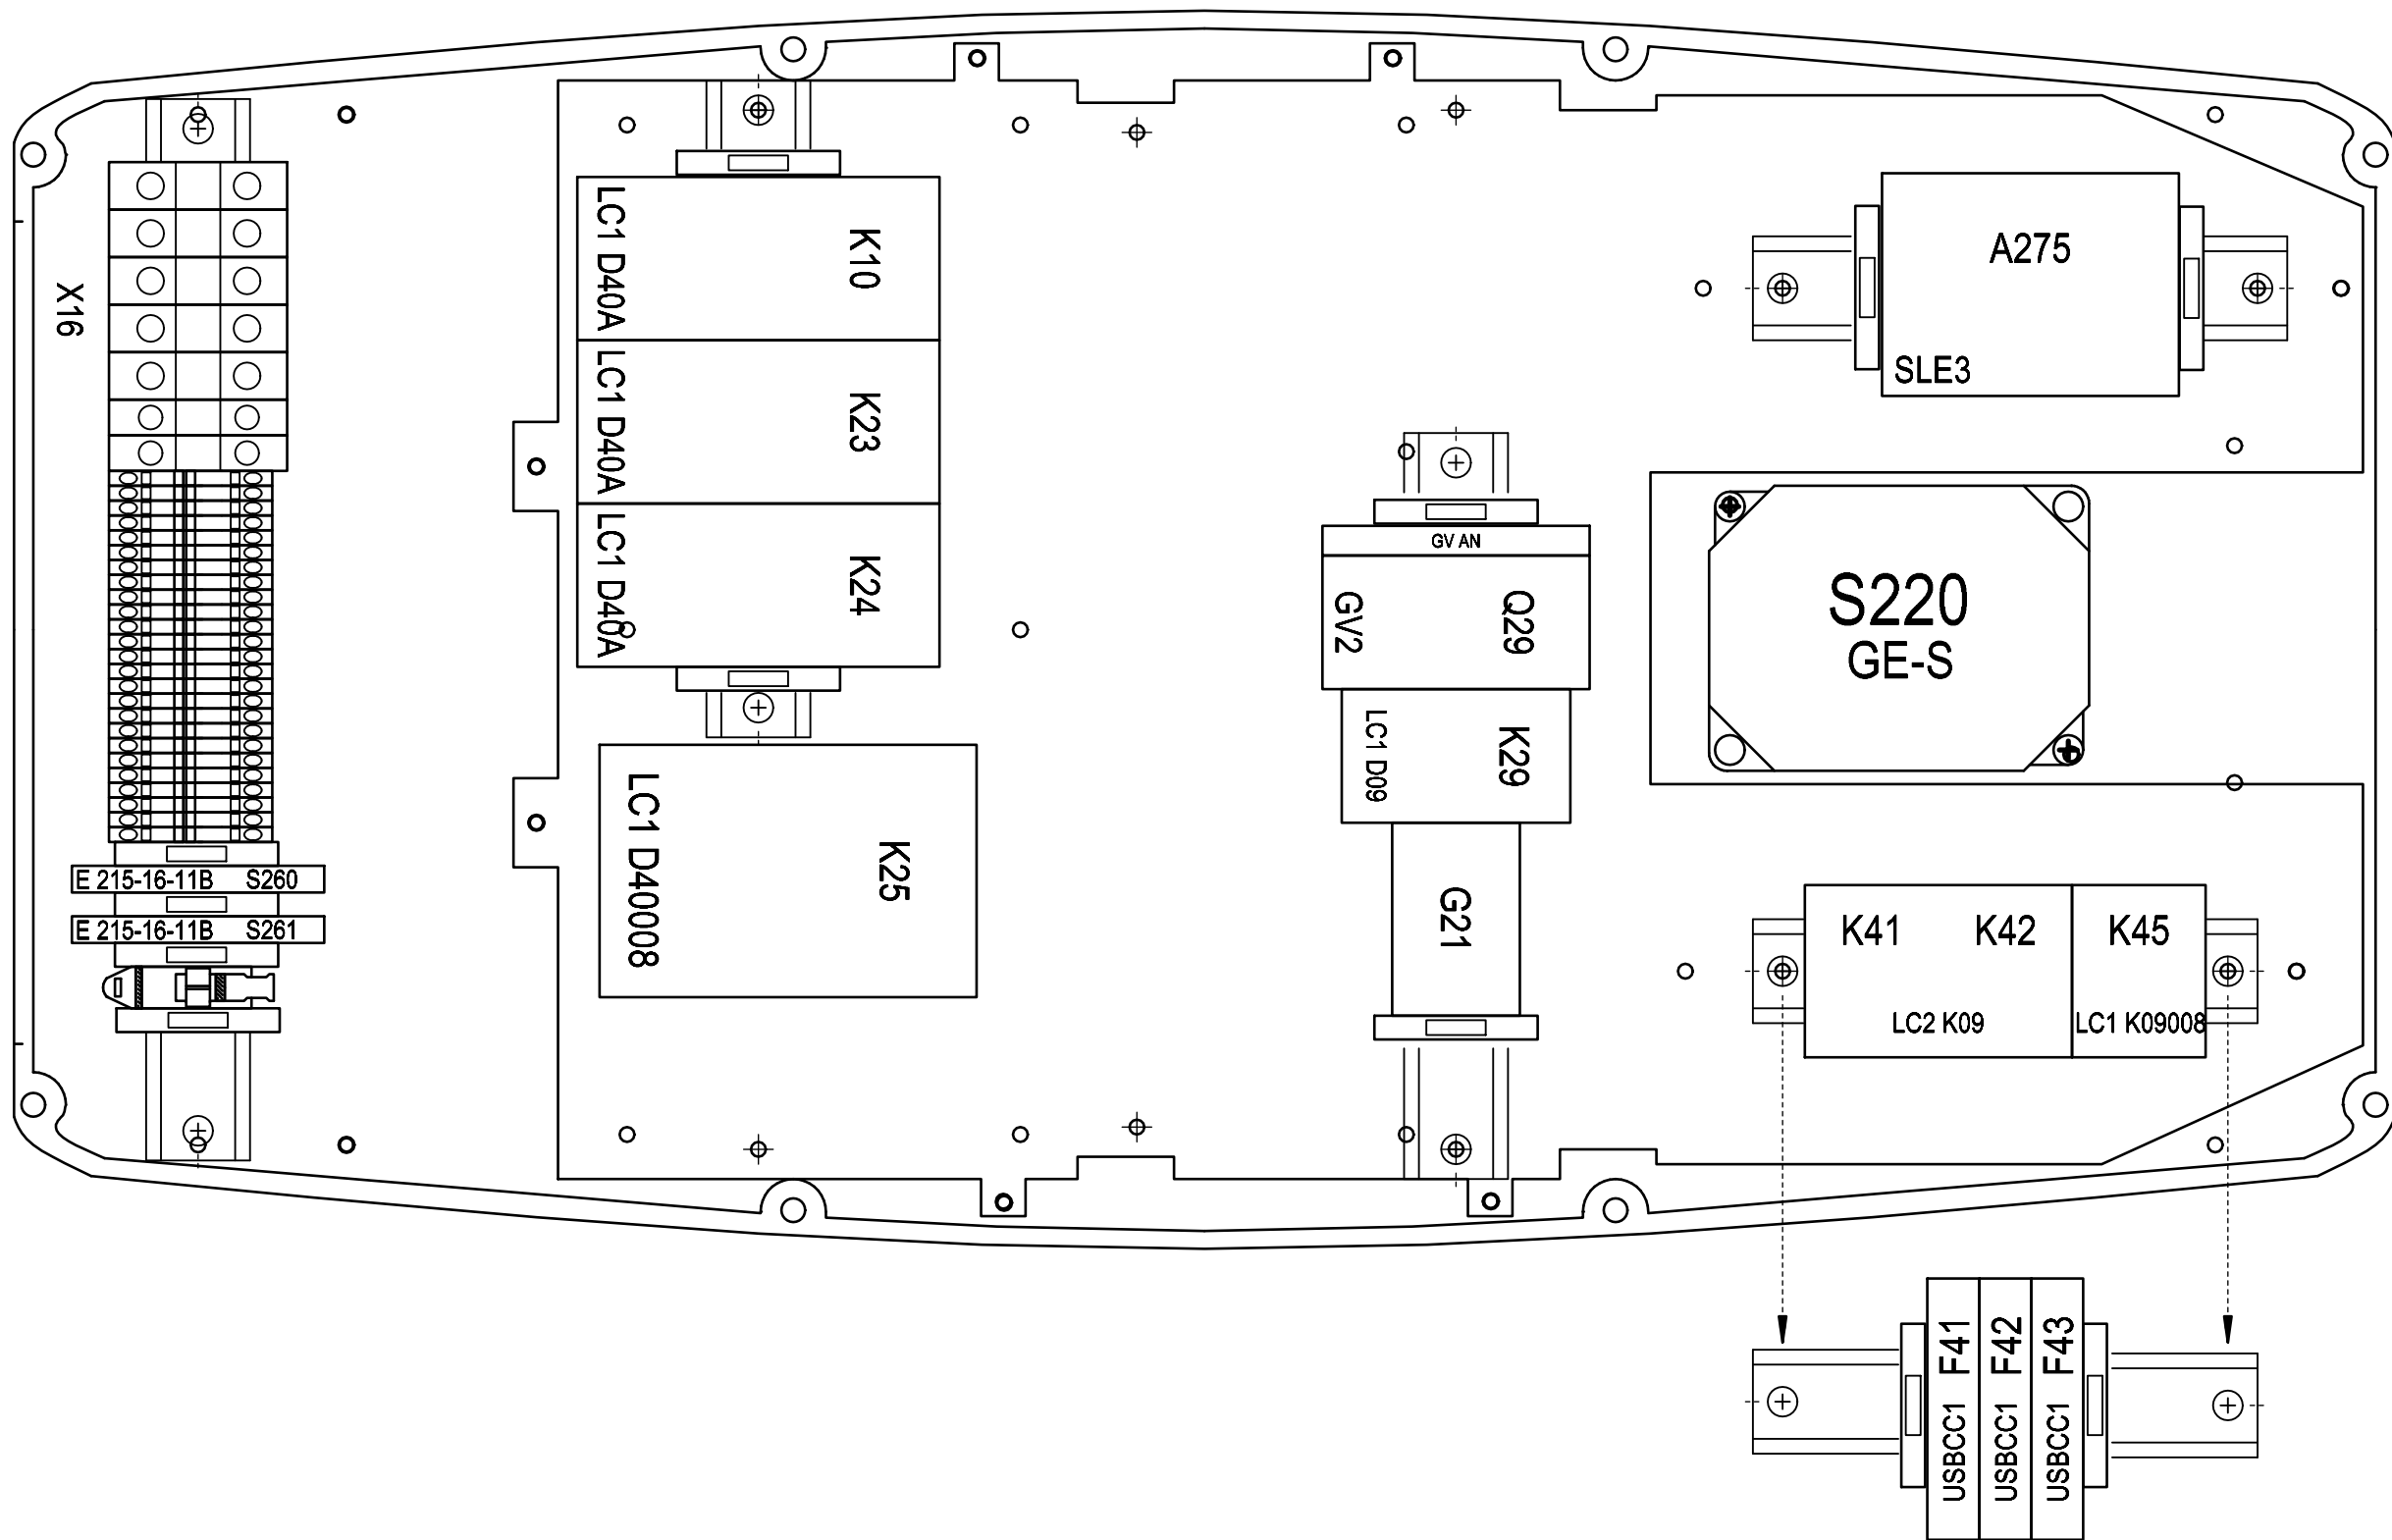 X16
E 215-16-11B S260
E 215-16-11B S261
K10
LC1 D40A
K23
LC1 D40A
K24
LC1 D40A
K25
LC1 D40008
GV AN
Q29
GV2
K29
LC1 D09
G21
A275
SLE3
S220
GE-S
K41 K42 K45
LC2 K09 LC1 K09008
USBCC1 F41
USBCC1 F42
USBCC1 F43